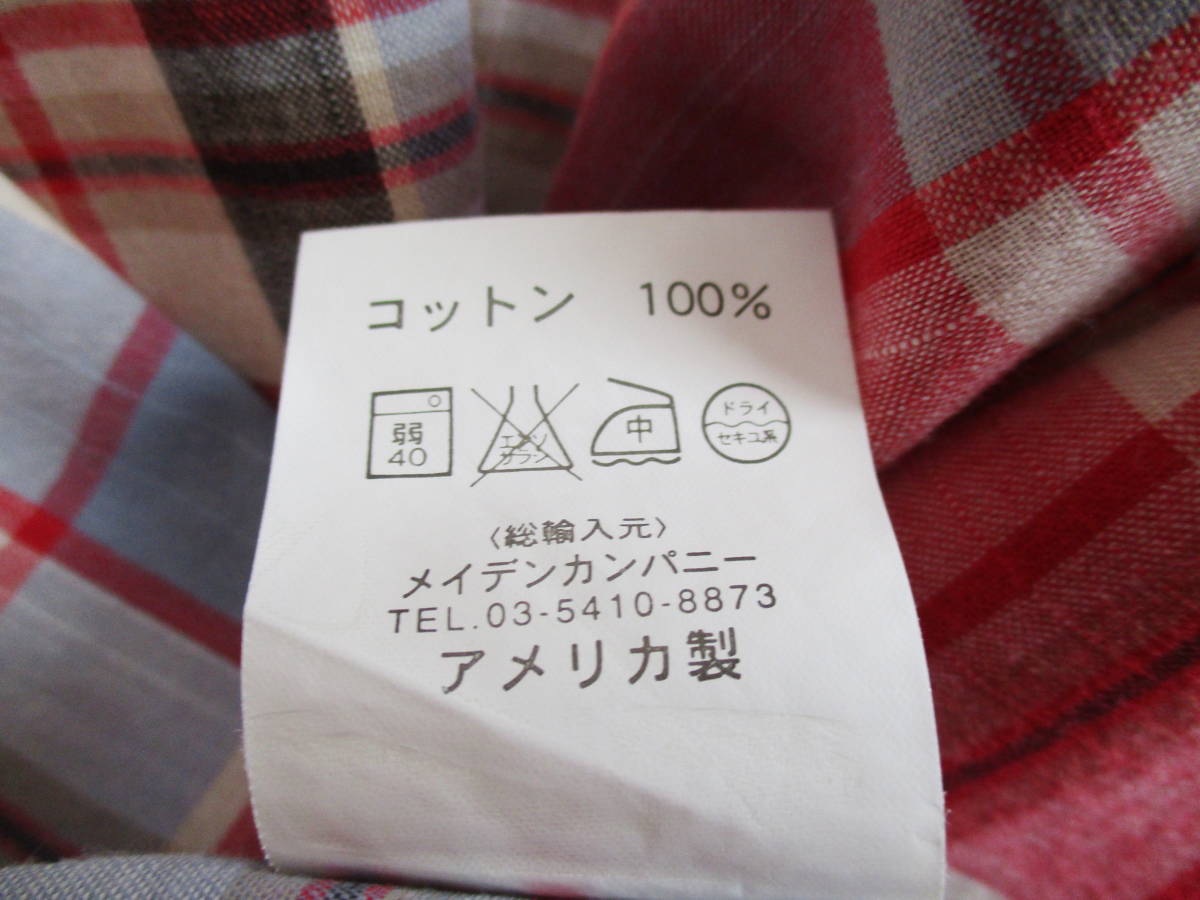 コットン 100%
弱
40
エンソ
サラシ
中
ドライ
セキユ系
〈総輸入元〉
メイデンカンパニー
TEL.03-5410-8873
アメリカ製